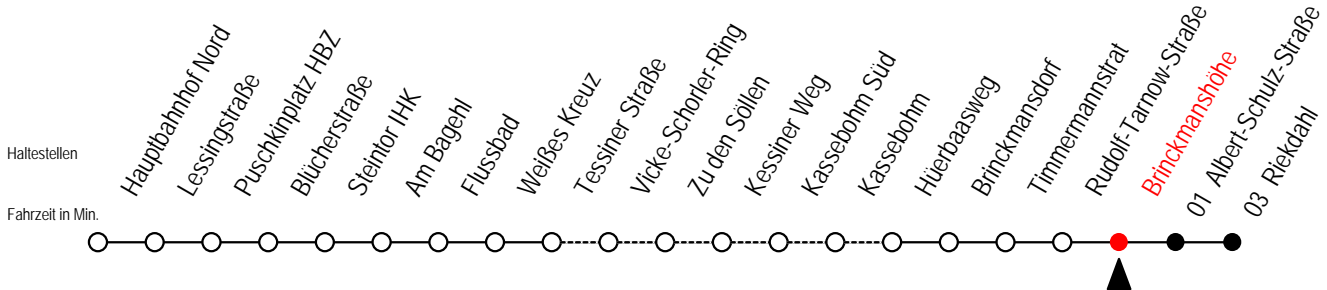 Haltestellen
Fahrzeit in Min.
Hauptbahnhof Nord
Lessingstraße
Puschkinplatz HBZ
Blücherstraße
Steintor IHK
Am Bagehl
Flussbad
Weißes Kreuz
Tessiner Straße
Vicke-Schorler-Ring
Zu den Söllen
Kessiner Weg
Kassebohm Süd
Kassebohm
Hüerbaasweg
Brinckmansdorf
Timmermannstrat
Rudolf-Tarnow-Straße
Brinckmanshöhe
01 Albert-Schulz-Straße
03 Riekdahl